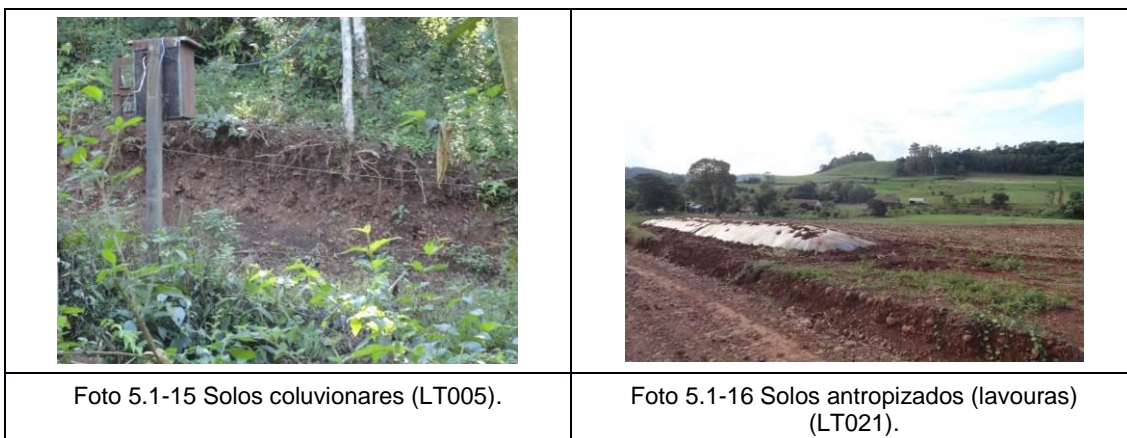 Foto 5.1-15 Solos coluvionares (LT005).
Foto 5.1-16 Solos antropizados (lavouras)
(LT021).